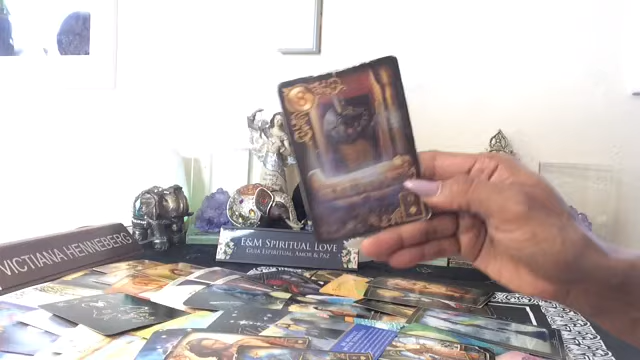 VICTIANA HENNEBERG
E&M SPIRITUAL LOVE
GUIA ESPIRITUAL, AMOR & PAZ